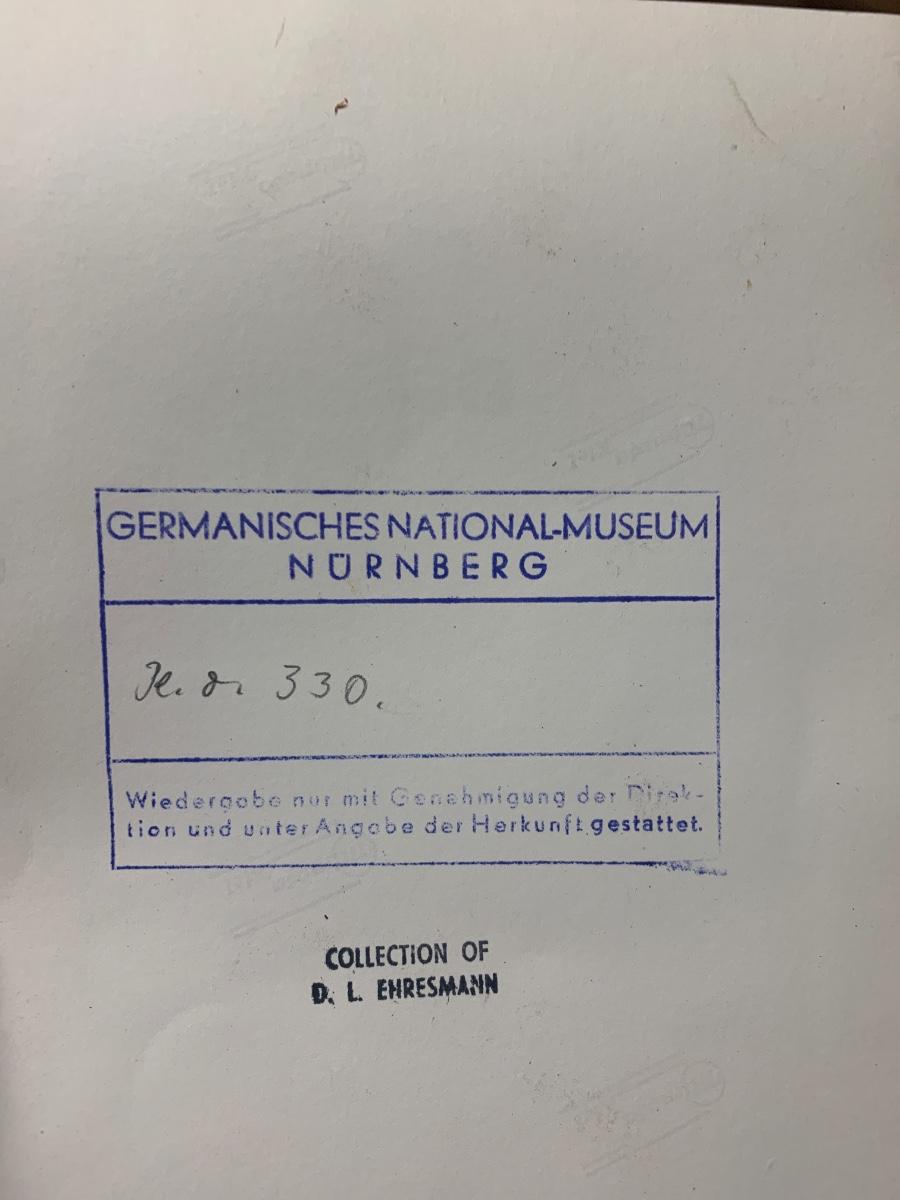 GERMANISCHES NATIONAL-MUSEUM
NÜRNBERG
330.
Wiedergabe nur mit Genehmigung der Direk-
tion und unter Angabe der Herkunft gestattet.
COLLECTION OF
D. L. EHRESMANN